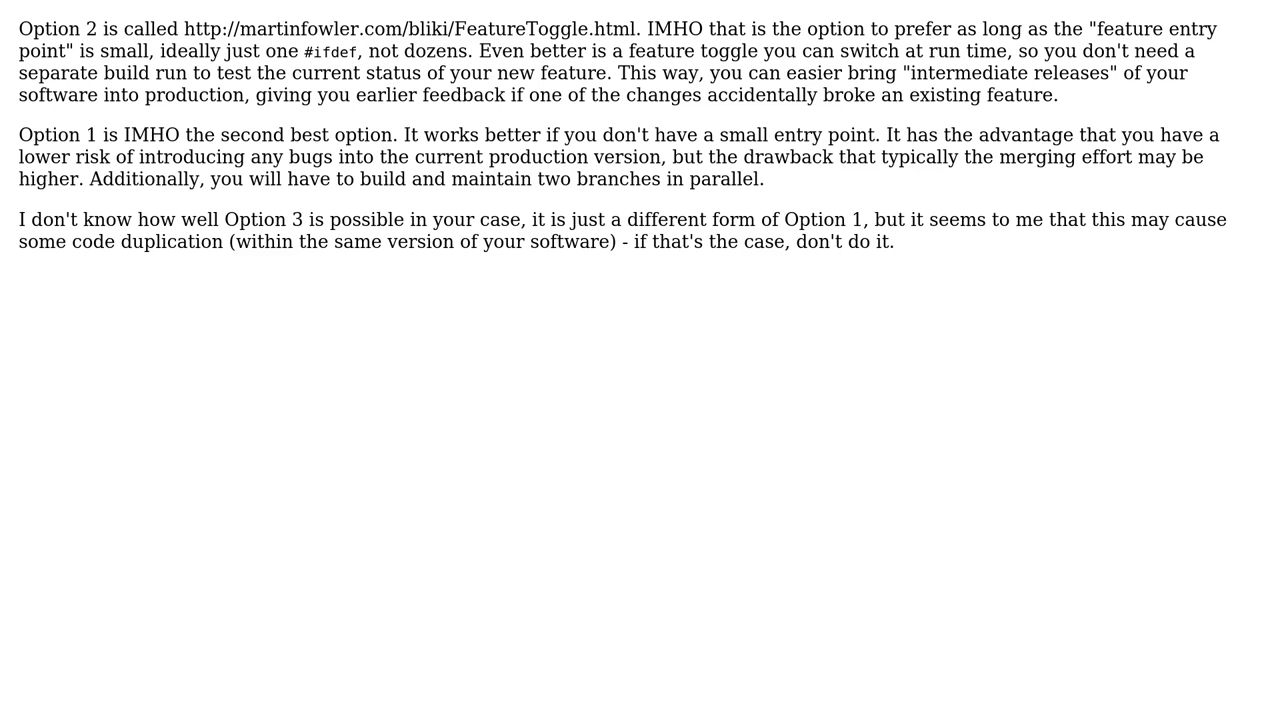 Option 2 is called http://martinfowler.com/bliki/FeatureToggle.html. IMHO that is the option to prefer as long as the "feature entry
point" is small, ideally just one #ifdef, not dozens. Even better is a feature toggle you can switch at run time, so you don't need a
separate build run to test the current status of your new feature. This way, you can easier bring "intermediate releases" of your
software into production, giving you earlier feedback if one of the changes accidentally broke an existing feature.
Option 1 is IMHO the second best option. It works better if you don't have a small entry point. It has the advantage that you have a
lower risk of introducing any bugs into the current production version, but the drawback that typically the merging effort may be
higher. Additionally, you will have to build and maintain two branches in parallel.
I don't know how well Option 3 is possible in your case, it is just a different form of Option 1, but it seems to me that this may cause
some code duplication (within the same version of your software) - if that's the case, don't do it.